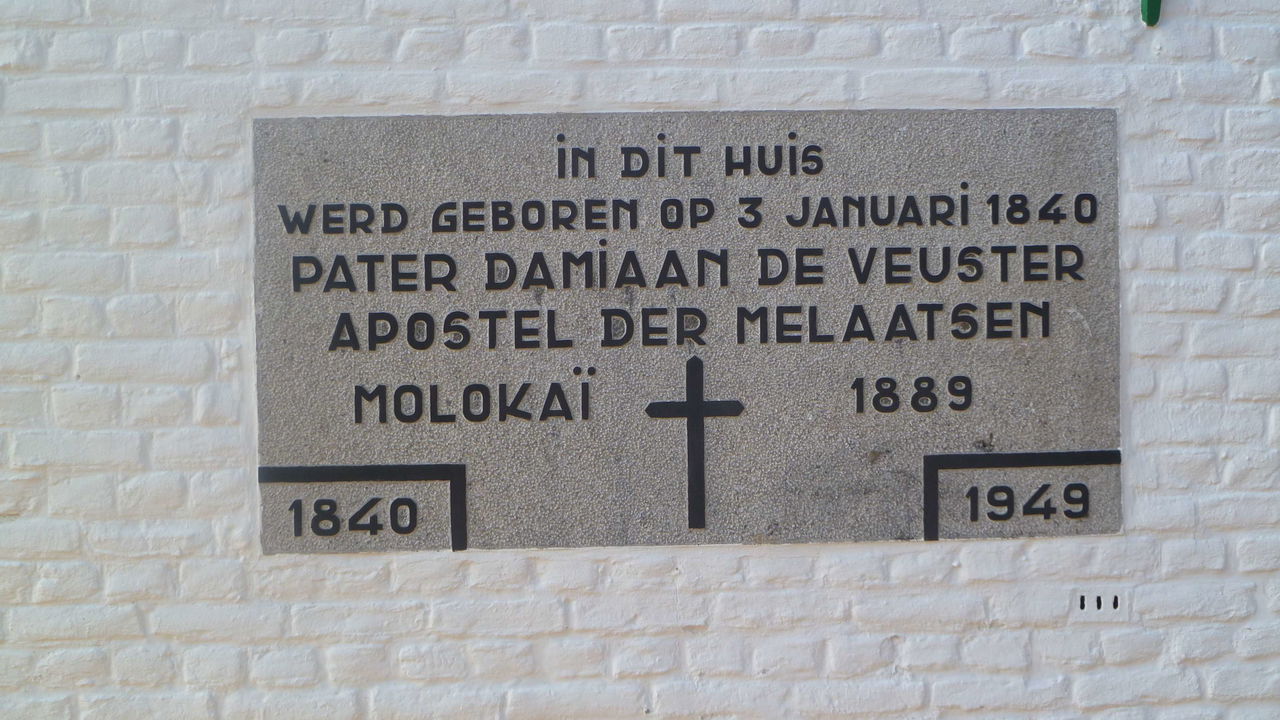 IN DIT HUIS
WERD GEBOREN OP 3 JANUARI 1840
PATER DAMIAAN DE VEUSTER
APOSTEL DER MELAATSEN
MOLOKAÏ 1889
1840 1949